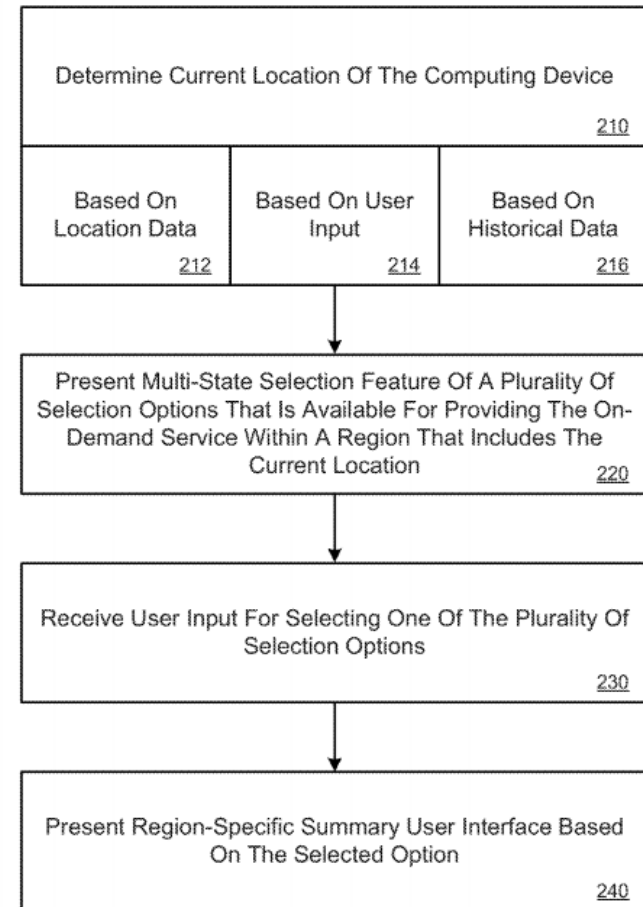 Determine Current Location Of The Computing Device
210
Based On
Location Data
212
Based On User
Input
214
Based On
Historical Data
216
Present Multi-State Selection Feature Of A Plurality Of
Selection Options That Is Available For Providing The On-
Demand Service Within A Region That Includes The
Current Location
220
Receive User Input For Selecting One Of The Plurality Of
Selection Options
230
Present Region-Specific Summary User Interface Based
On The Selected Option
240